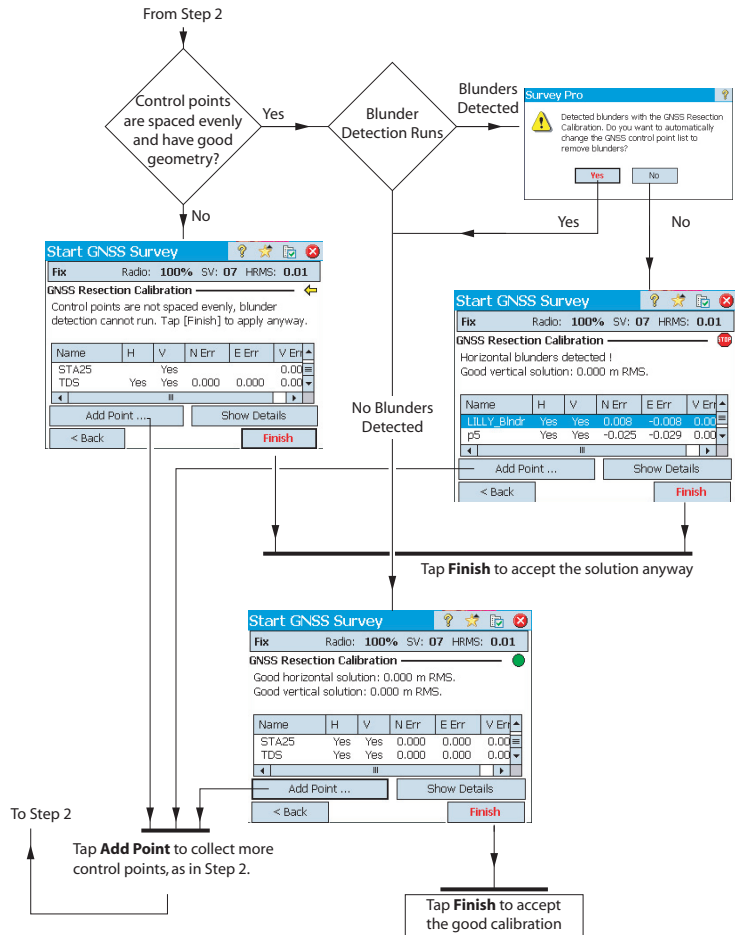 From Step 2
Control points
are spaced evenly
and have good
geometry?
Yes
Blunder
Detection Runs
Blunders
Detected
Survey Pro
?
Detected blunders with the GNSS Resection
Calibration. Do you want to automatically
change the GNSS control point list to
remove blunders?
Yes
No
Yes
No
No
Start GNSS Survey
?
Fix Radio: 100% SV: 07 HRMS: 0.01
GNSS Resection Calibration
Control points are not spaced evenly, blunder
detection cannot run. Tap [Finish] to apply anyway.
Name H V N Err E Err V Err
STA25 Yes 0.00
TDS Yes Yes 0.000 0.000 0.00
Add Point ... Show Details
< Back Finish
Start GNSS Survey
?
Fix Radio: 100% SV: 07 HRMS: 0.01
GNSS Resection Calibration
STOP
Horizontal blunders detected !
Good vertical solution: 0.000 m RMS.
Name H V N Err E Err V Err
LILLY_Blndr Yes Yes 0.008 -0.008 0.00
p5 Yes Yes -0.025 -0.029 0.00
Add Point ... Show Details
< Back Finish
No Blunders
Detected
Tap Finish to accept the solution anyway
Start GNSS Survey
?
Fix Radio: 100% SV: 07 HRMS: 0.01
GNSS Resection Calibration
Good horizontal solution: 0.000 m RMS.
Good vertical solution: 0.000 m RMS.
Name H V N Err E Err V Err
STA25 Yes Yes 0.000 0.000 0.00
TDS Yes Yes 0.000 0.000 0.00
Add Point ... Show Details
< Back Finish
To Step 2
Tap Add Point to collect more
control points, as in Step 2.
Tap Finish to accept
the good calibration